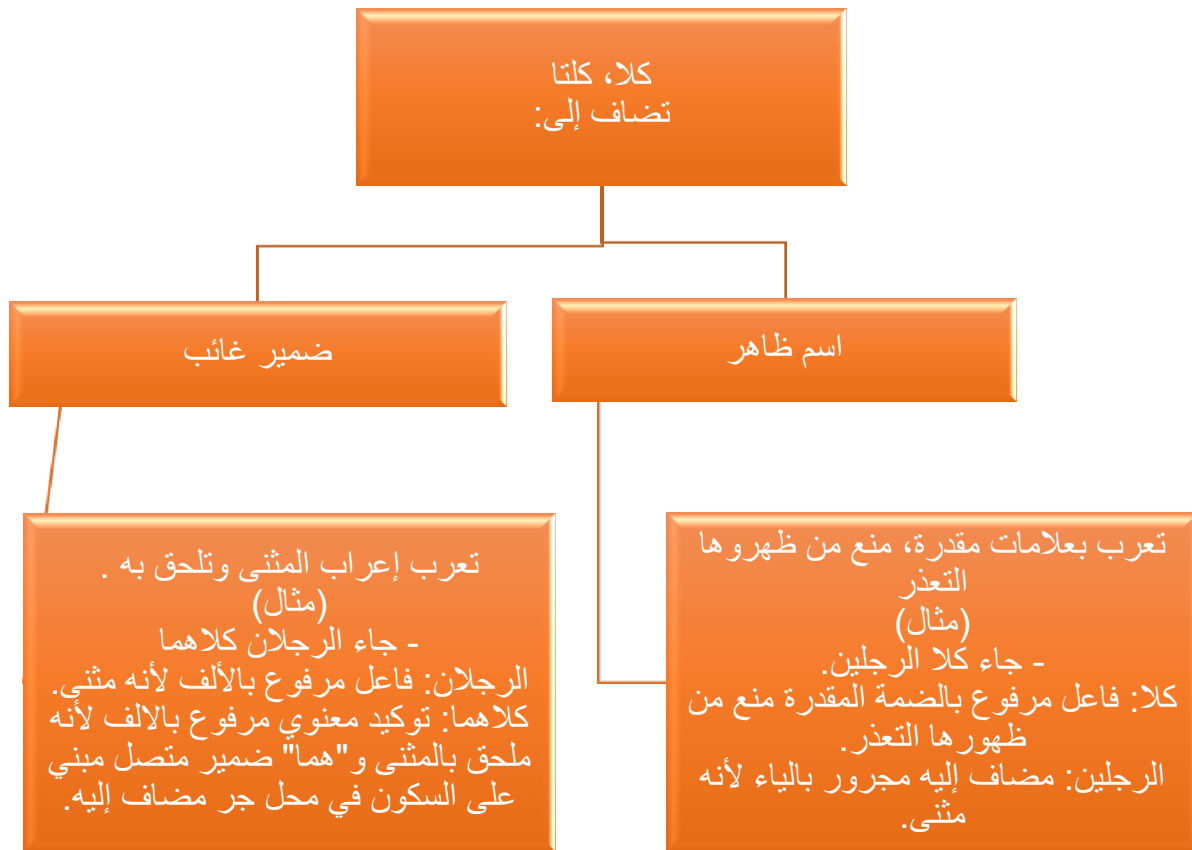 كلا، كلتا
تضاف إلى:
اسم ظاهر
ضمير غائب
تعرب بعلامات مقدرة، منع من ظهروها
التعذر
(مثال)
- جاء كلا الرجلين.
كلا: فاعل مرفوع بالضمة المقدرة منع من
ظهورها التعذر.
الرجلين: مضاف إليه مجرور بالياء لأنه
مثنى.
تعرب إعراب المثنى وتلحق به .
(مثال)
- جاء الرجلان كلاهما
الرجلان: فاعل مرفوع بالألف لأنه مثنى.
كلاهما: توكيد معنوي مرفوع بالالف لأنه
ملحق بالمثنى و"هما" ضمير متصل مبني
على السكون في محل جر مضاف إليه.